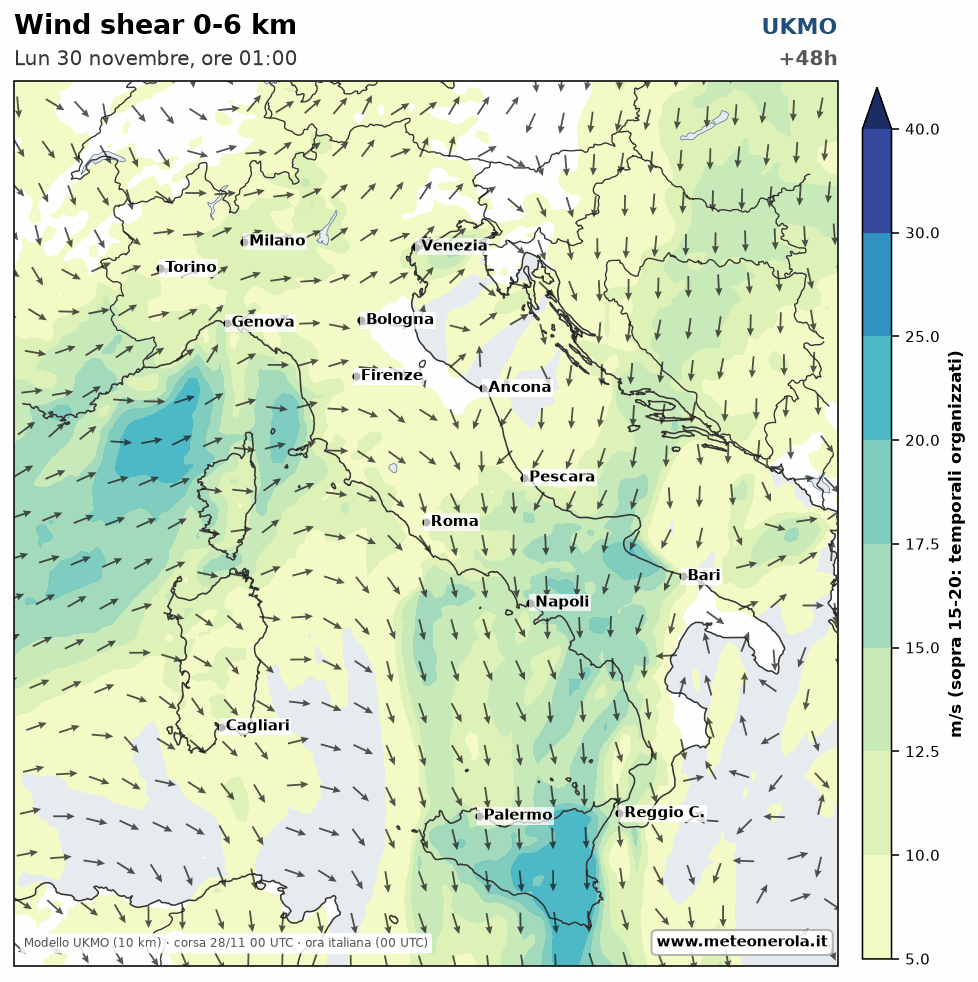 Wind shear 0-6 km
UKMO
Lun 30 novembre, ore 01:00
+48h
40.0
30.0
25.0
20.0
17.5
15.0
12.5
10.0
5.0
m/s (sopra 15-20: temporali organizzati)
Milano
Venezia
Torino
Genova
Bologna
Firenze
Ancona
Pescara
Roma
Bari
Napoli
Cagliari
Palermo
Reggio C.
Modello UKMO (10 km) · corsa 28/11 00 UTC · ora italiana (00 UTC)
www.meteonerola.it